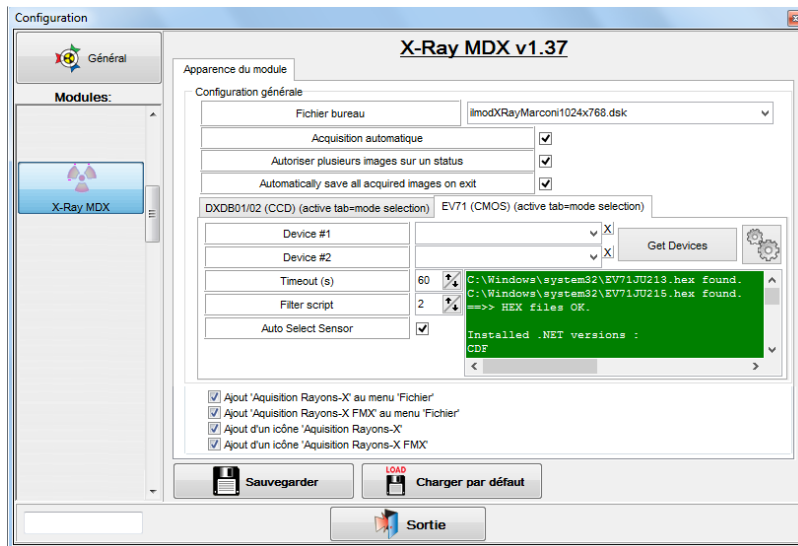 Configuration
Général
Modules:
X-Ray MDX
X-Ray MDX v1.37
Apparence du module
Configuration générale
Fichier bureau
ilmodXRayMarconi1024x768.dsk
Acquisition automatique
Autoriser plusieurs images sur un status
Automatically save all acquired images on exit
DXDB01/02 (CCD) (active tab=mode selection)
EV71 (CMOS) (active tab=mode selection)
Device #1
X
Device #2
X
Get Devices
Timeout (s)
60
Filter script
2
Auto Select Sensor
C:\Windows\system32\EV71JU213.hex found.
C:\Windows\system32\EV71JU215.hex found.
==>> HEX files OK.
Installed .NET versions :
CDF
Ajout 'Aquisition Rayons-X' au menu 'Fichier'
Ajout 'Aquisition Rayons-X FMX' au menu 'Fichier'
Ajout d'un icône 'Aquisition Rayons-X'
Ajout d'un icône 'Aquisition Rayons-X FMX'
Sauvegarder
LOAD
Charger par défaut
Sortie